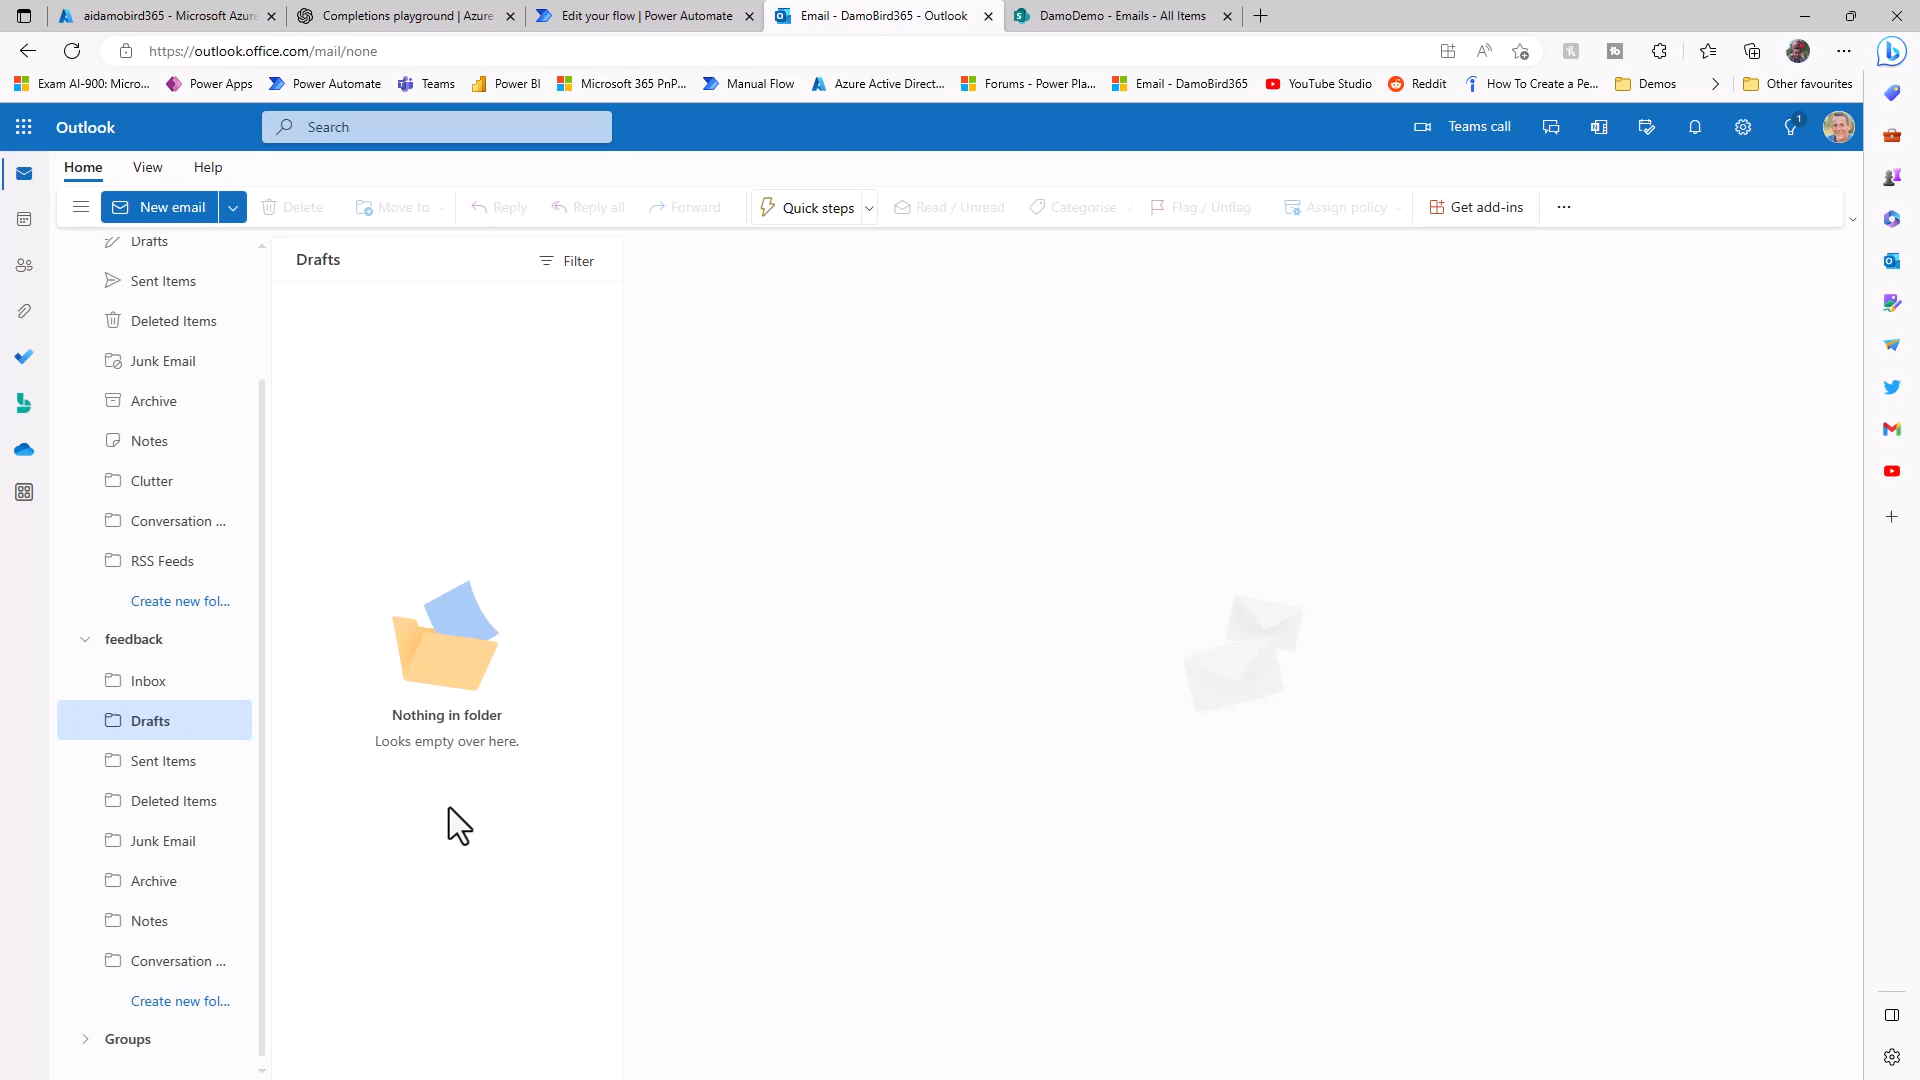 aidamobird365 - Microsoft Azure
Completions playground | Azure
Edit your flow | Power Automate
Email - DamoBird365 - Outlook
DamoDemo - Emails - All Items
https://outlook.office.com/mail/none
Exam AI-900: Micro...
Power Apps
Power Automate
Teams
Power BI
Microsoft 365 PnP...
Manual Flow
Azure Active Direct...
Forums - Power Pla...
Email - DamoBird365
YouTube Studio
Reddit
How To Create a Pe...
Demos
Other favourites
Outlook
Search
Teams call
1
Home
View
Help
New email
Delete
Move to
Reply
Reply all
Forward
Quick steps
Read / Unread
Categorise
Flag / Unflag
Assign policy
Get add-ins
Drafts
Sent Items
Deleted Items
Junk Email
Archive
Notes
Clutter
Conversation ...
RSS Feeds
Create new fol...
feedback
Inbox
Drafts
Sent Items
Deleted Items
Junk Email
Archive
Notes
Conversation ...
Create new fol...
Groups
Drafts
Filter
Nothing in folder
Looks empty over here.